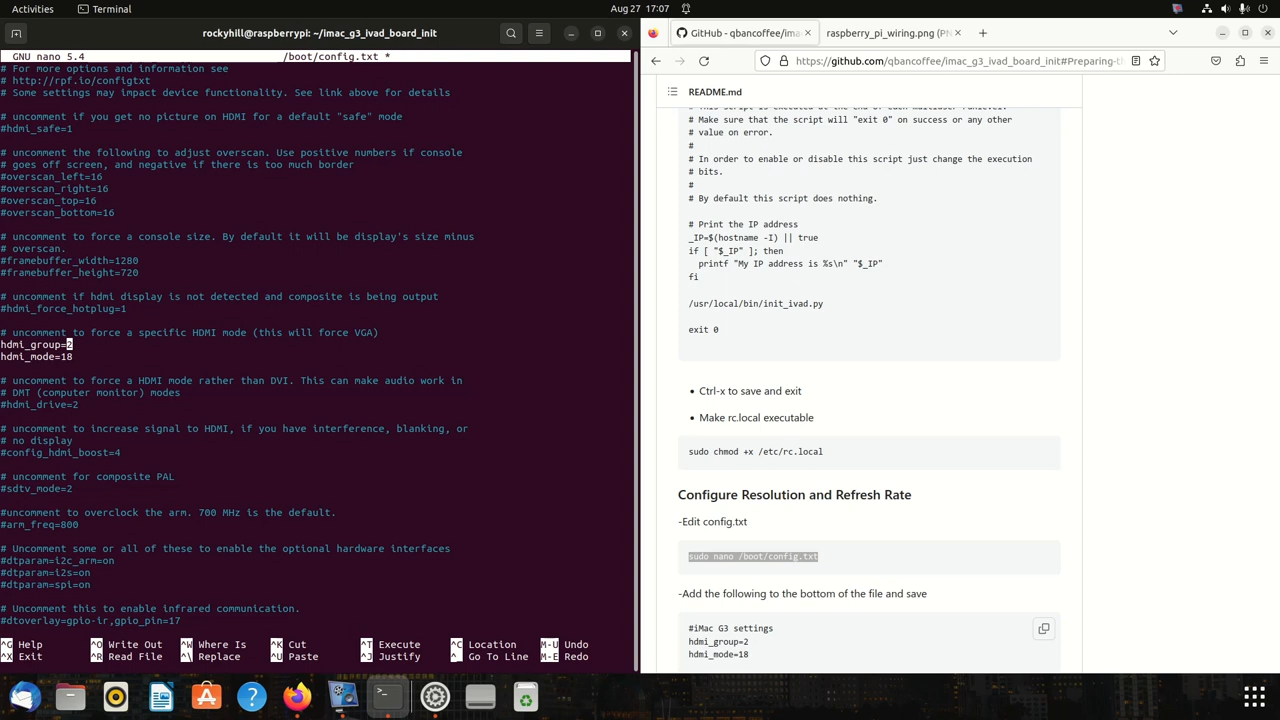 Activities
Terminal
Aug 27 17:07
rockyhill@raspberrypi: ~/imac_g3_ivad_board_init
GNU nano 5.4
/boot/config.txt *
# For more options and information see
# http://rpf.io/configtxt
# Some settings may impact device functionality. See link above for details
# uncomment if you get no picture on HDMI for a default "safe" mode
#hdmi_safe=1
# uncomment the following to adjust overscan. Use positive numbers if console
# goes off screen, and negative if there is too much border
#overscan_left=16
#overscan_right=16
#overscan_top=16
#overscan_bottom=16
# uncomment to force a console size. By default it will be display's size minus
# overscan.
#framebuffer_width=1280
#framebuffer_height=720
# uncomment if hdmi display is not detected and composite is being output
#hdmi_force_hotplug=1
# uncomment to force a specific HDMI mode (this will force VGA)
hdmi_group=2
hdmi_mode=18
# uncomment to force a HDMI mode rather than DVI. This can make audio work in
# DMT (computer monitor) modes
#hdmi_drive=2
# uncomment to increase signal to HDMI, if you have interference, blanking, or
# no display
#config_hdmi_boost=4
# uncomment for composite PAL
#sdtv_mode=2
#uncomment to overclock the arm. 700 MHz is the default.
#arm_freq=800
# Uncomment some or all of these to enable the optional hardware interfaces
#dtparam=i2c_arm=on
#dtparam=i2s=on
#dtparam=spi=on
# Uncomment this to enable infrared communication.
#dtoverlay=gpio-ir,gpio_pin=17
^G Help ^O Write Out ^W Where Is ^K Cut ^T Execute ^C Location M-U Undo
^X Exit ^R Read File ^\ Replace ^U Paste ^J Justify ^_ Go To Line M-E Redo
GitHub - qbancoffee/imac
raspberry_pi_wiring.png (PN
https://github.com/qbancoffee/imac_g3_ivad_board_init#Preparing-th
README.md
# Make sure that the script will "exit 0" on success or any other
# value on error.
#
# In order to enable or disable this script just change the execution
# bits.
#
# By default this script does nothing.
# Print the IP address
_IP=$(hostname -I) || true
if [ "$_IP" ]; then
printf "My IP address is %s\n" "$_IP"
fi
/usr/local/bin/init_ivad.py
exit 0
• Ctrl-x to save and exit
• Make rc.local executable
sudo chmod +x /etc/rc.local
Configure Resolution and Refresh Rate
-Edit config.txt
sudo nano /boot/config.txt
-Add the following to the bottom of the file and save
#iMac G3 settings
hdmi_group=2
hdmi_mode=18